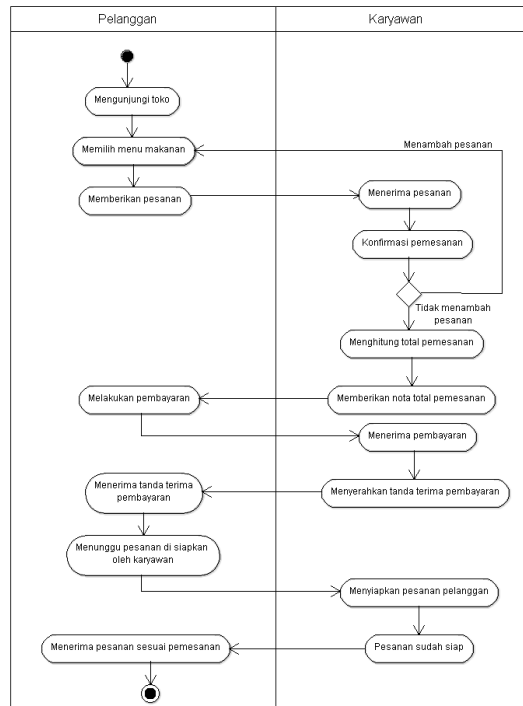 Pelanggan
Karyawan
Mengunjungi toko
Memilih menu makanan
Menambah pesanan
Memberikan pesanan
Menerima pesanan
Konfirmasi pemesanan
Tidak menambah
pesanan
Menghitung total pemesanan
Melakukan pembayaran
Memberikan nota total pemesanan
Menerima pembayaran
Menerima tanda terima
pembayaran
Menyerahkan tanda terima pembayaran
Menunggu pesanan di siapkan
oleh karyawan
Menyiapkan pesanan pelanggan
Menerima pesanan sesuai pemesanan
Pesanan sudah siap